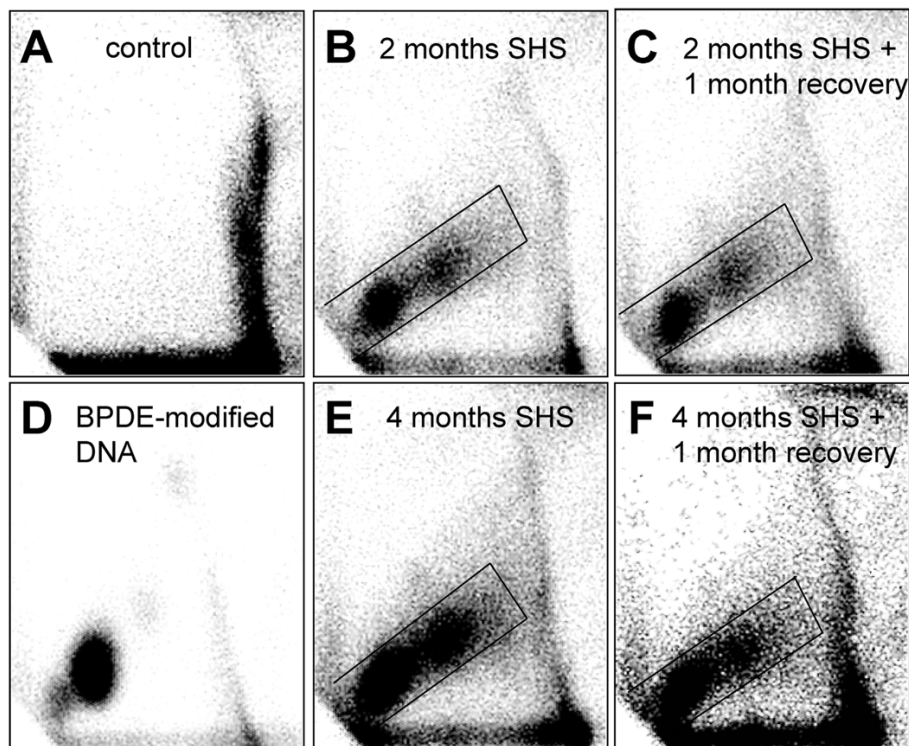 A control
B 2 months SHS
C 2 months SHS +
1 month recovery
D BPDE-modified
DNA
E 4 months SHS
F 4 months SHS +
1 month recovery